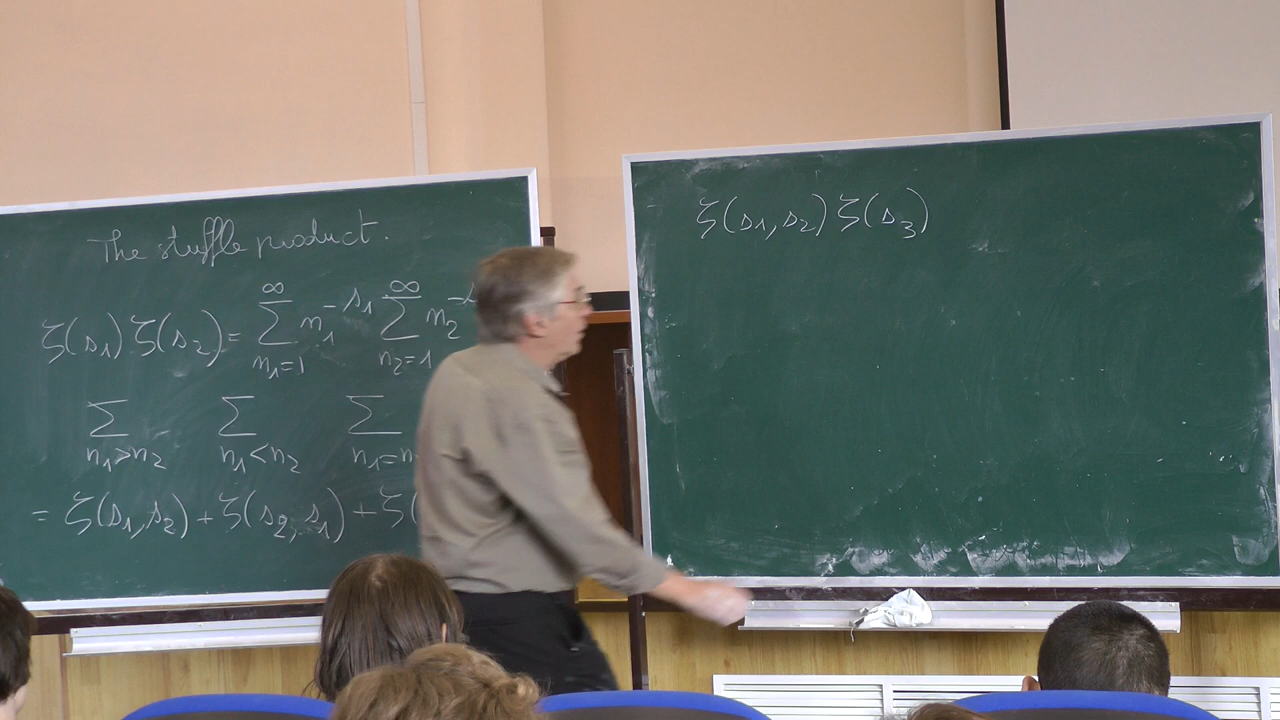 The stuffle product.
ζ(s₁) ζ(s₂) = ∑_{n₁=1}^{∞} n₁^{-s₁} ∑_{n₂=1}^{∞} n₂^{-
∑_{n₁>n₂} ∑_{n₁<n₂} ∑_{n₁=n
= ζ(s₁,s₂) + ζ(s₂,s₁) + ζ(
ζ(s₁,s₂) ζ(s₃)